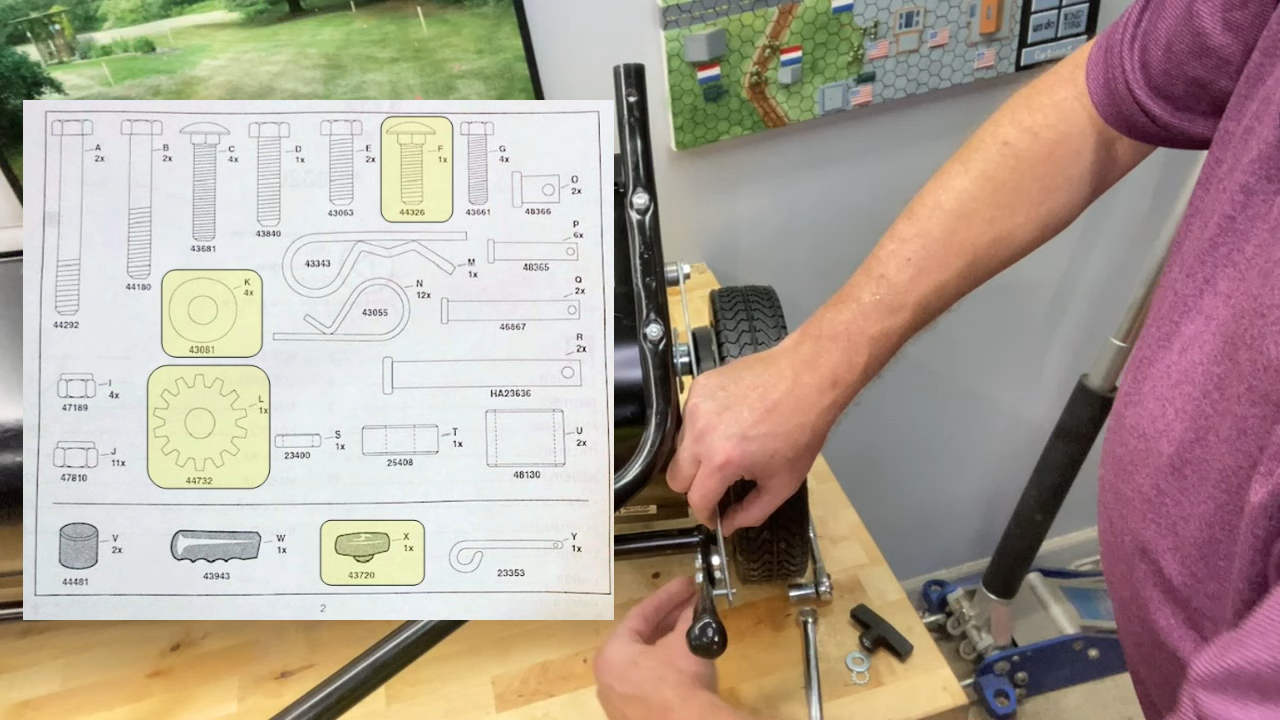 A
2x
44292
B
2x
44180
C
4x
43681
D
1x
43840
E
2x
43063
F
1x
44326
G
4x
43661
O
2x
48366
P
6x
48365
K
4x
43081
43343
M
1x
N
12x
43055
Q
2x
46867
R
2x
HA23636
I
4x
47189
J
11x
47810
L
1x
44732
S
1x
23400
T
1x
25408
U
2x
48130
V
2x
44481
W
1x
43943
X
1x
43720
Y
1x
23353
2